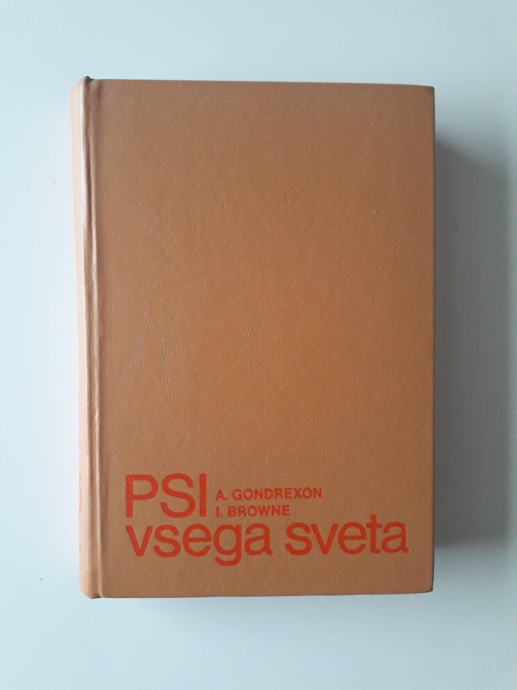 PSI A. GONDREXON
I. BROWNE
vsega sveta